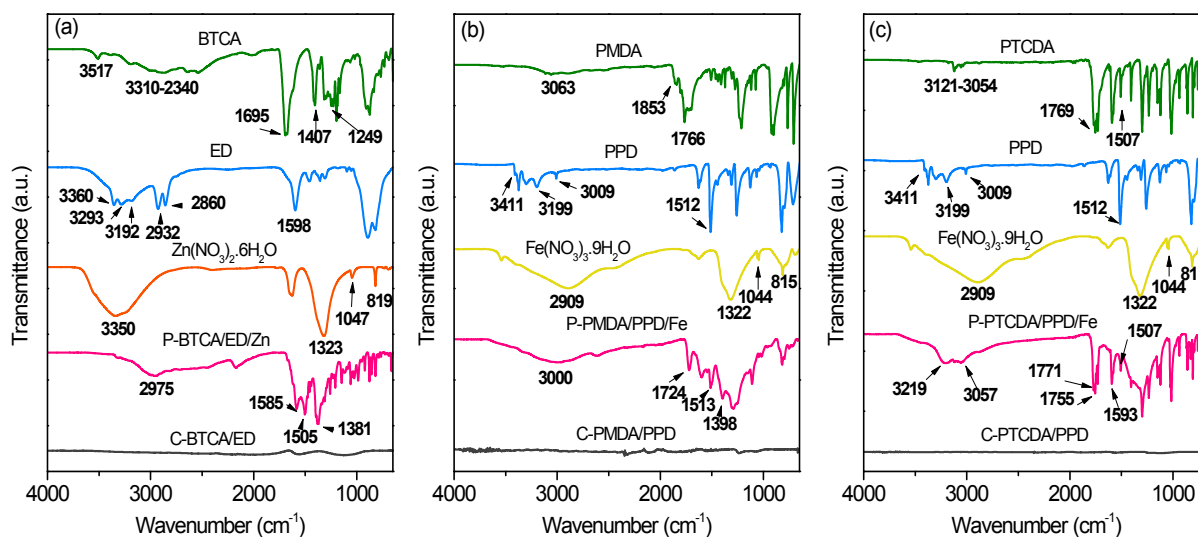 (a)
BTCA
3517
3310-2340
1695
1407
1249
ED
3360
3293
3192
2932
2860
1598
Zn(NO3)2.6H2O
3350
1323
1047
819
P-BTCA/ED/Zn
2975
1585
1505
1381
C-BTCA/ED
4000 3000 2000 1000
Wavenumber (cm-1)
Transmittance (a.u.)
(b)
PMDA
3063
1853
1766
PPD
3411
3199
3009
1512
Fe(NO3)3.9H2O
2909
1322
1044
815
P-PMDA/PPD/Fe
3000
1724
1513
1398
C-PMDA/PPD
4000 3000 2000 1000
Wavenumber (cm-1)
Transmittance (a.u.)
(c)
PTCDA
3121-3054
1769
1507
PPD
3411
3199
3009
1512
Fe(NO3)3.9H2O
2909
1322
1044
81
P-PTCDA/PPD/Fe
3219
3057
1771
1755
1593
1507
C-PTCDA/PPD
4000 3000 2000 1000
Wavenumber (cm-1)
Transmittance (a.u.)